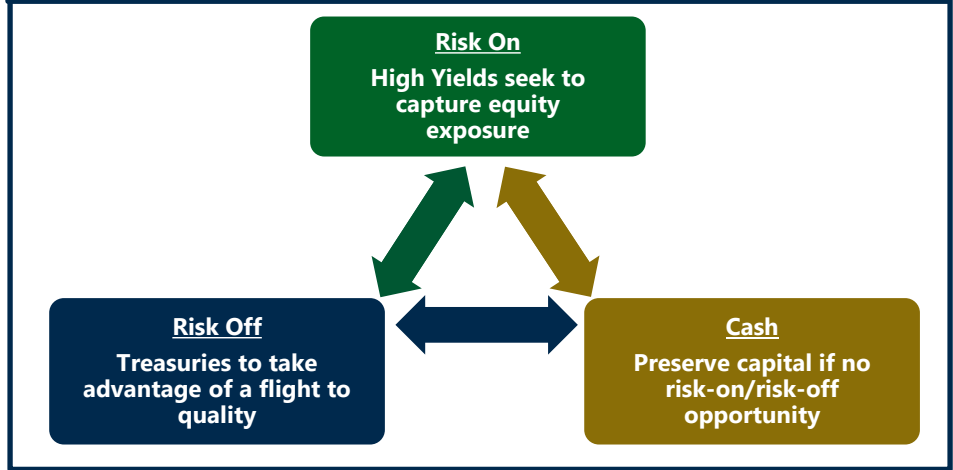 Risk On
High Yields seek to
capture equity
exposure
Risk Off
Treasuries to take
advantage of a flight to
quality
Cash
Preserve capital if no
risk-on/risk-off
opportunity